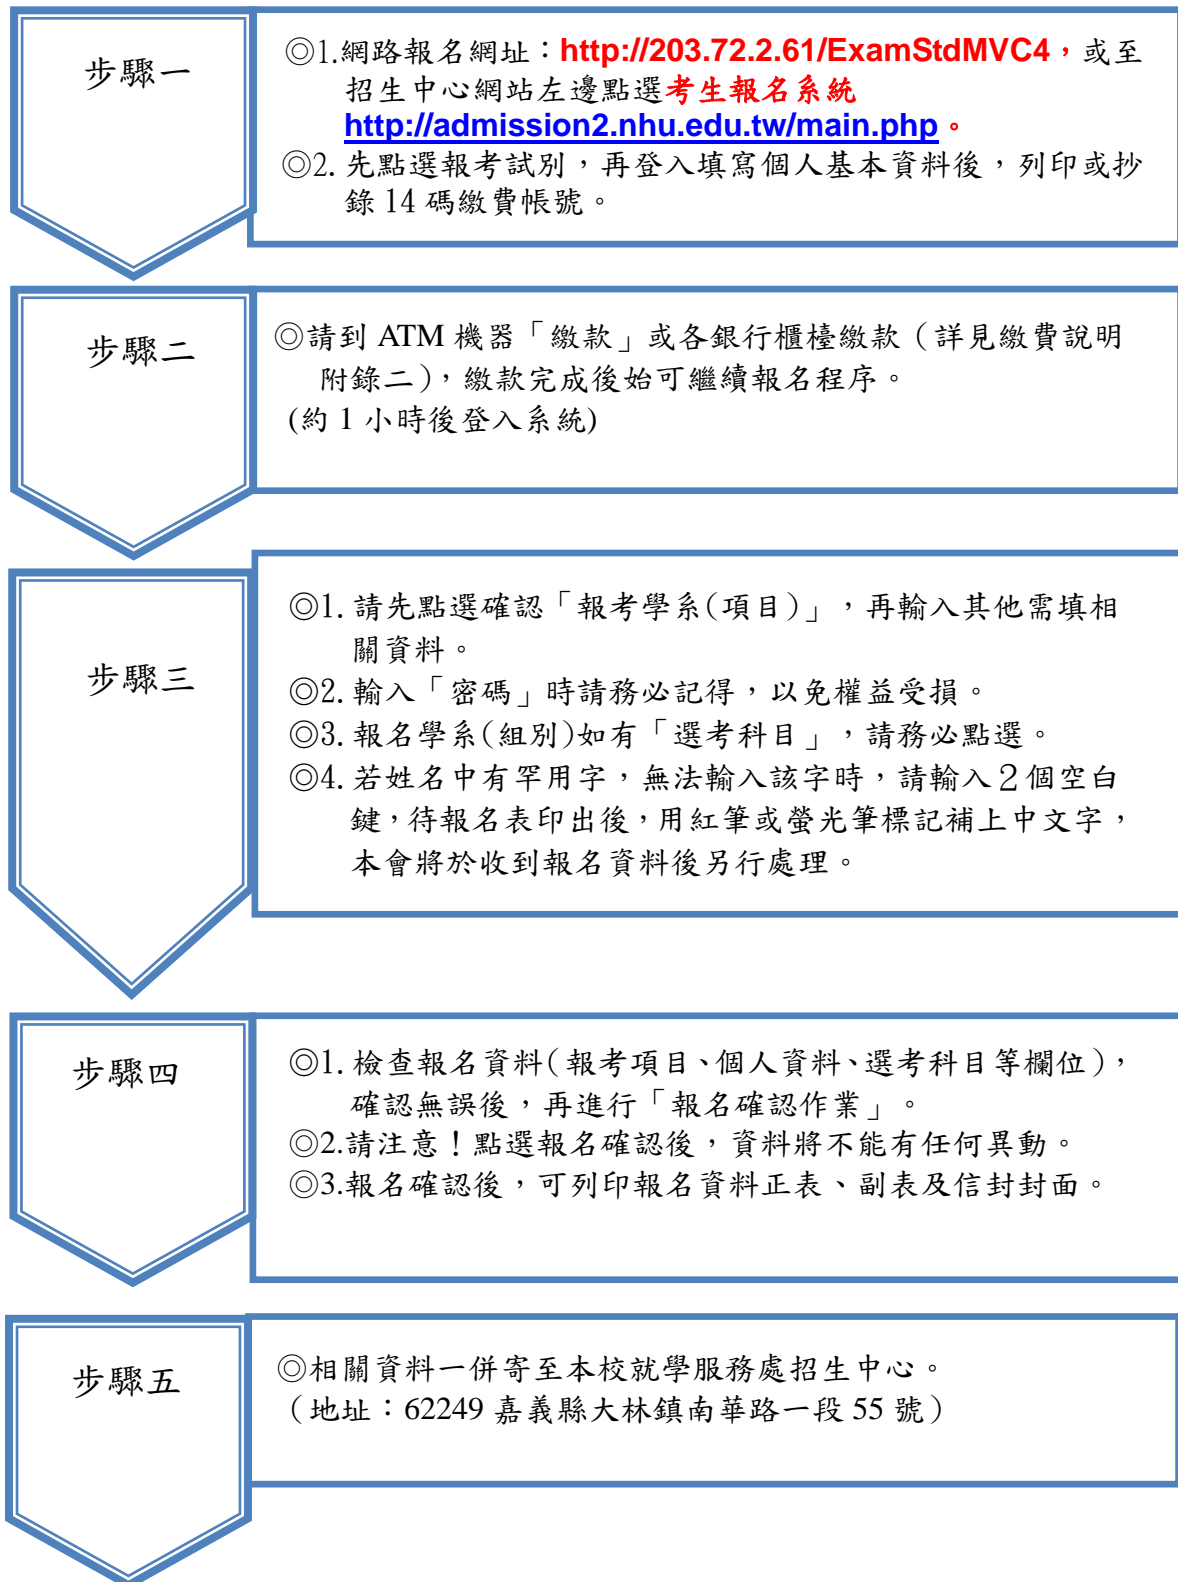 步驟一
◎1.網路報名網址：http://203.72.2.61/ExamStdMVC4，或至
招生中心網站左邊點選考生報名系統
http://admission2.nhu.edu.tw/main.php。
◎2.先點選報考試別，再登入填寫個人基本資料後，列印或抄
錄 14 碼繳費帳號。
步驟二
◎請到 ATM 機器「繳款」或各銀行櫃檯繳款（詳見繳費說明
附錄二），繳款完成後始可繼續報名程序。
(約 1 小時後登入系統)
步驟三
◎1.請先點選確認「報考學系(項目)」，再輸入其他需填相
關資料。
◎2.輸入「密碼」時請務必記得，以免權益受損。
◎3.報名學系(組別)如有「選考科目」，請務必點選。
◎4.若姓名中有罕用字，無法輸入該字時，請輸入２個空白
鍵，待報名表印出後，用紅筆或螢光筆標記補上中文字，
本會將於收到報名資料後另行處理。
步驟四
◎1.檢查報名資料(報考項目、個人資料、選考科目等欄位)，
確認無誤後，再進行「報名確認作業」。
◎2.請注意！點選報名確認後，資料將不能有任何異動。
◎3.報名確認後，可列印報名資料正表、副表及信封封面。
步驟五
◎相關資料一併寄至本校就學服務處招生中心。
（地址：62249 嘉義縣大林鎮南華路一段 55 號）